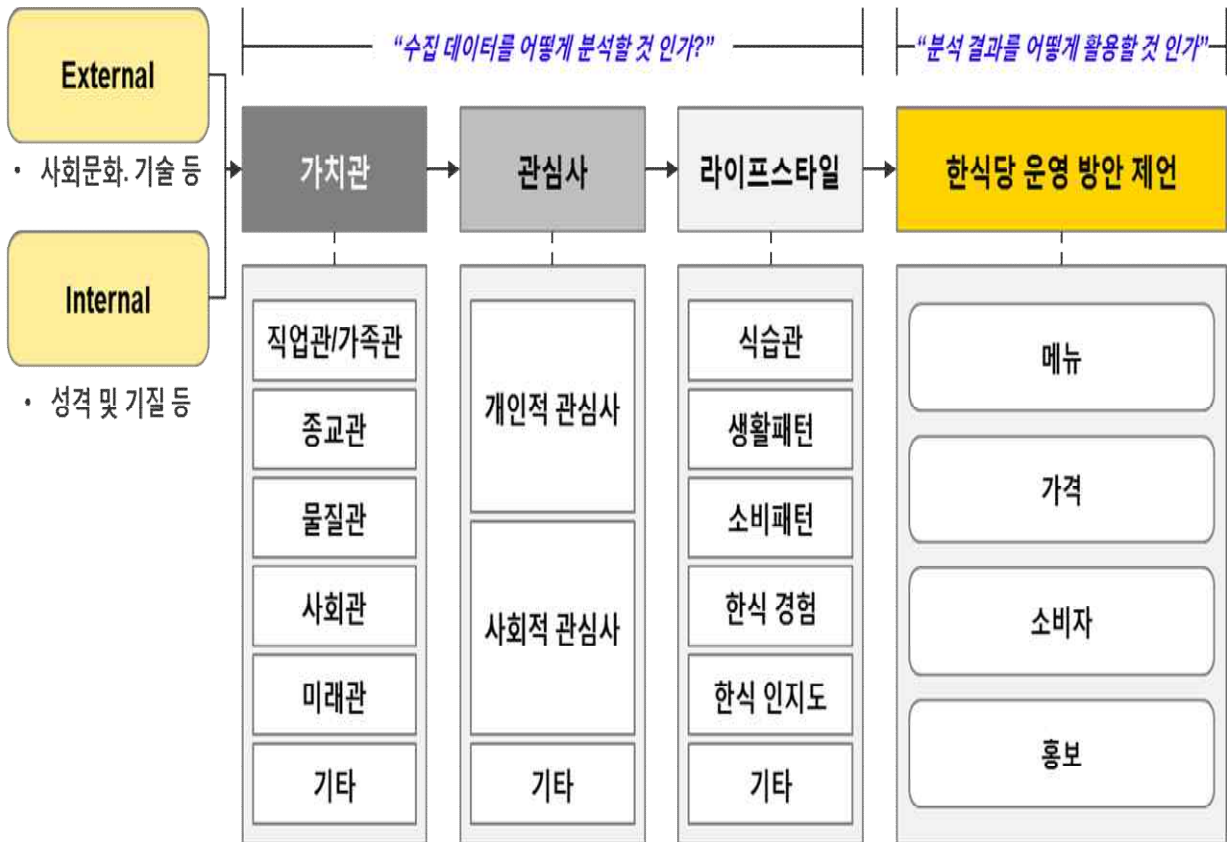 “수집 데이터를 어떻게 분석할 것 인가?”
“분석 결과를 어떻게 활용할 것 인가”
External
• 사회문화. 기술 등
Internal
• 성격 및 기질 등
가치관
관심사
라이프스타일
한식당 운영 방안 제언
직업관/가족관
종교관
물질관
사회관
미래관
기타
개인적 관심사
사회적 관심사
기타
식습관
생활패턴
소비패턴
한식 경험
한식 인지도
기타
메뉴
가격
소비자
홍보